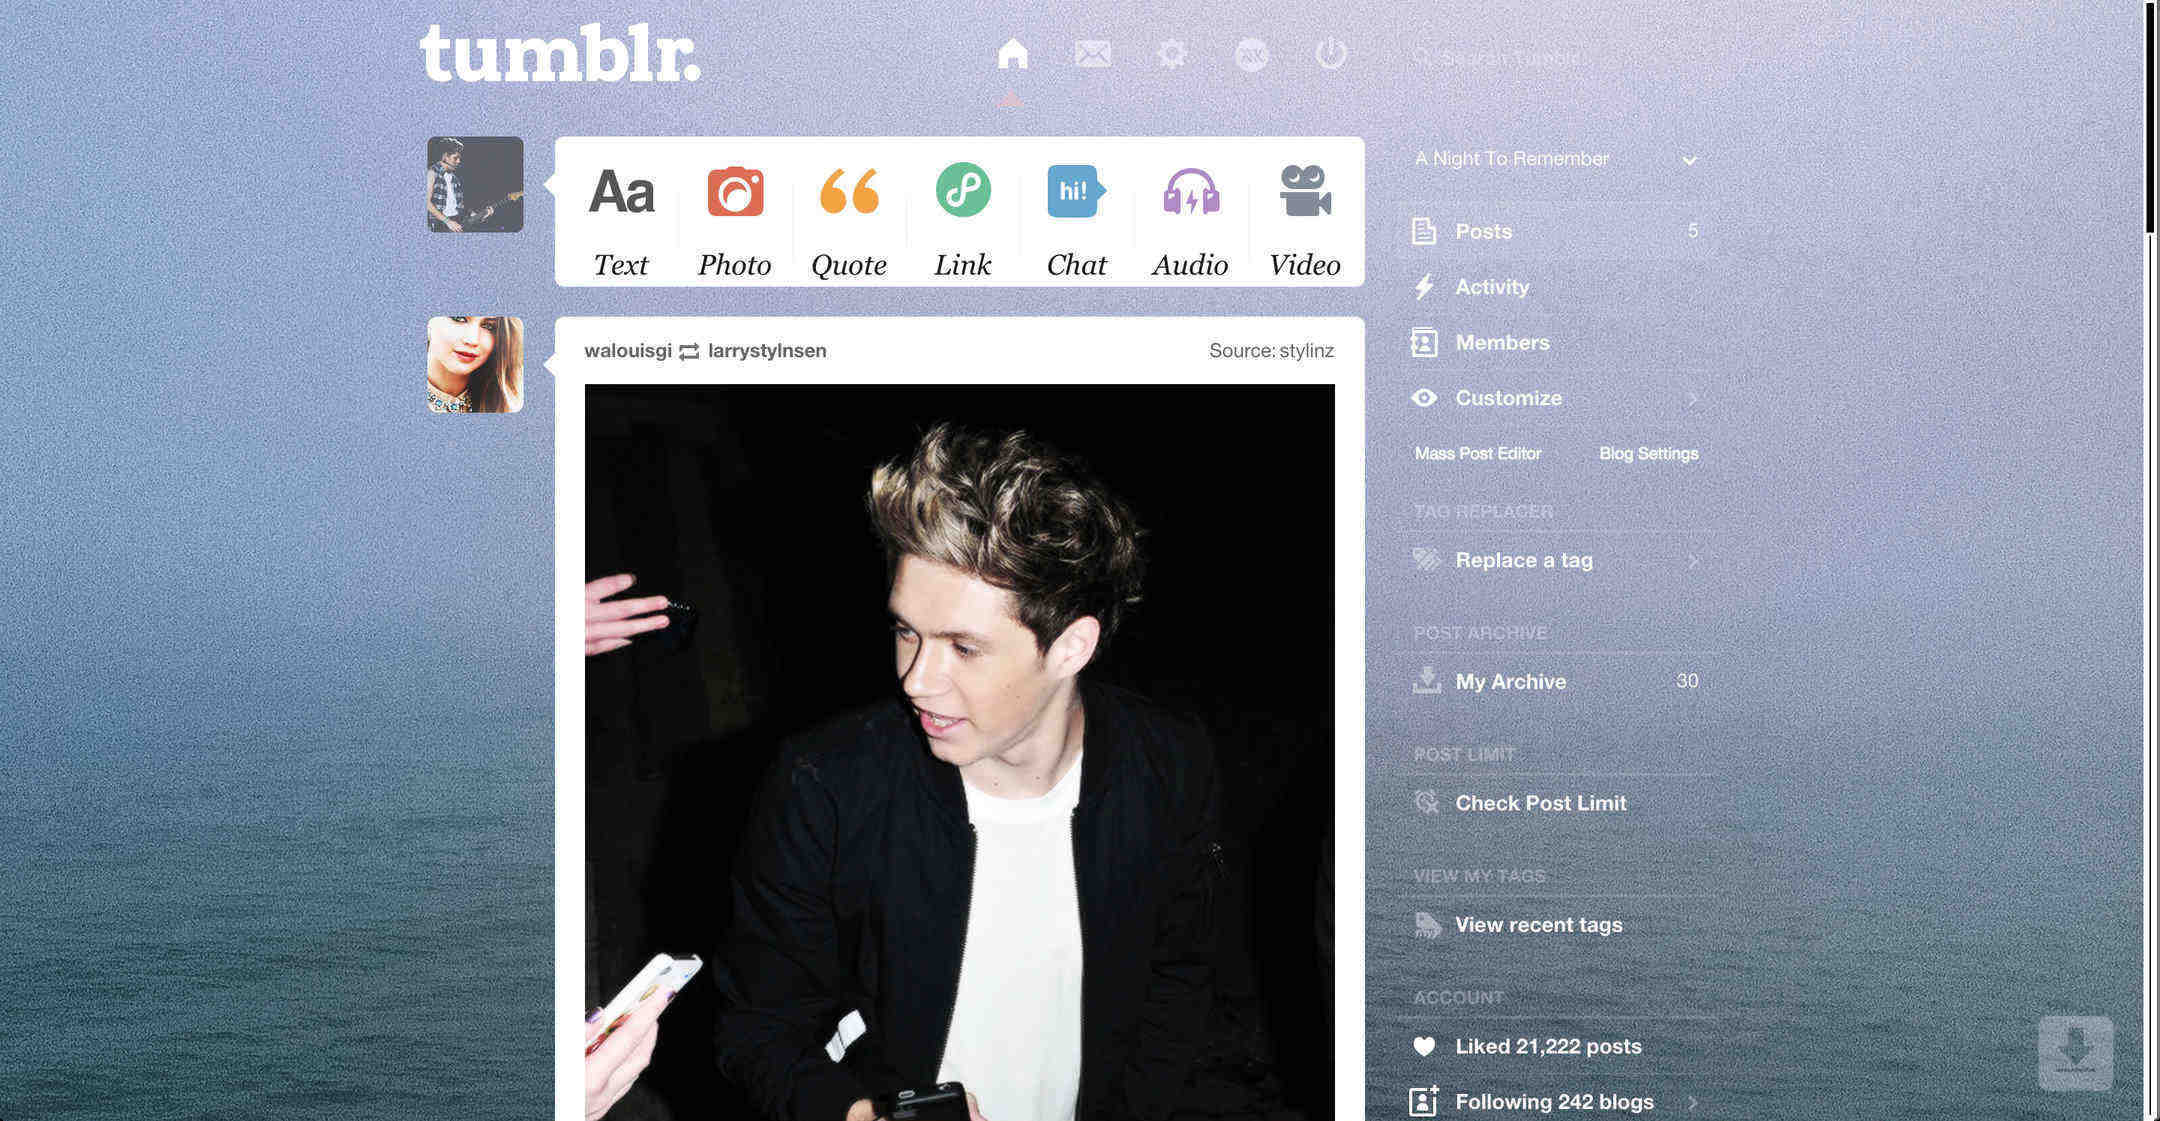 tumblr.
Search Tumblr
Aa
hi!
Text
Photo
Quote
Link
Chat
Audio
Video
walouisgi larrystylnsen
Source: stylinz
A Night To Remember
Posts 5
Activity
Members
Customize
Mass Post Editor Blog Settings
TAG REPLACER
Replace a tag
POST ARCHIVE
My Archive 30
POST LIMIT
Check Post Limit
VIEW MY TAGS
View recent tags
ACCOUNT
Liked 21,222 posts
Following 242 blogs